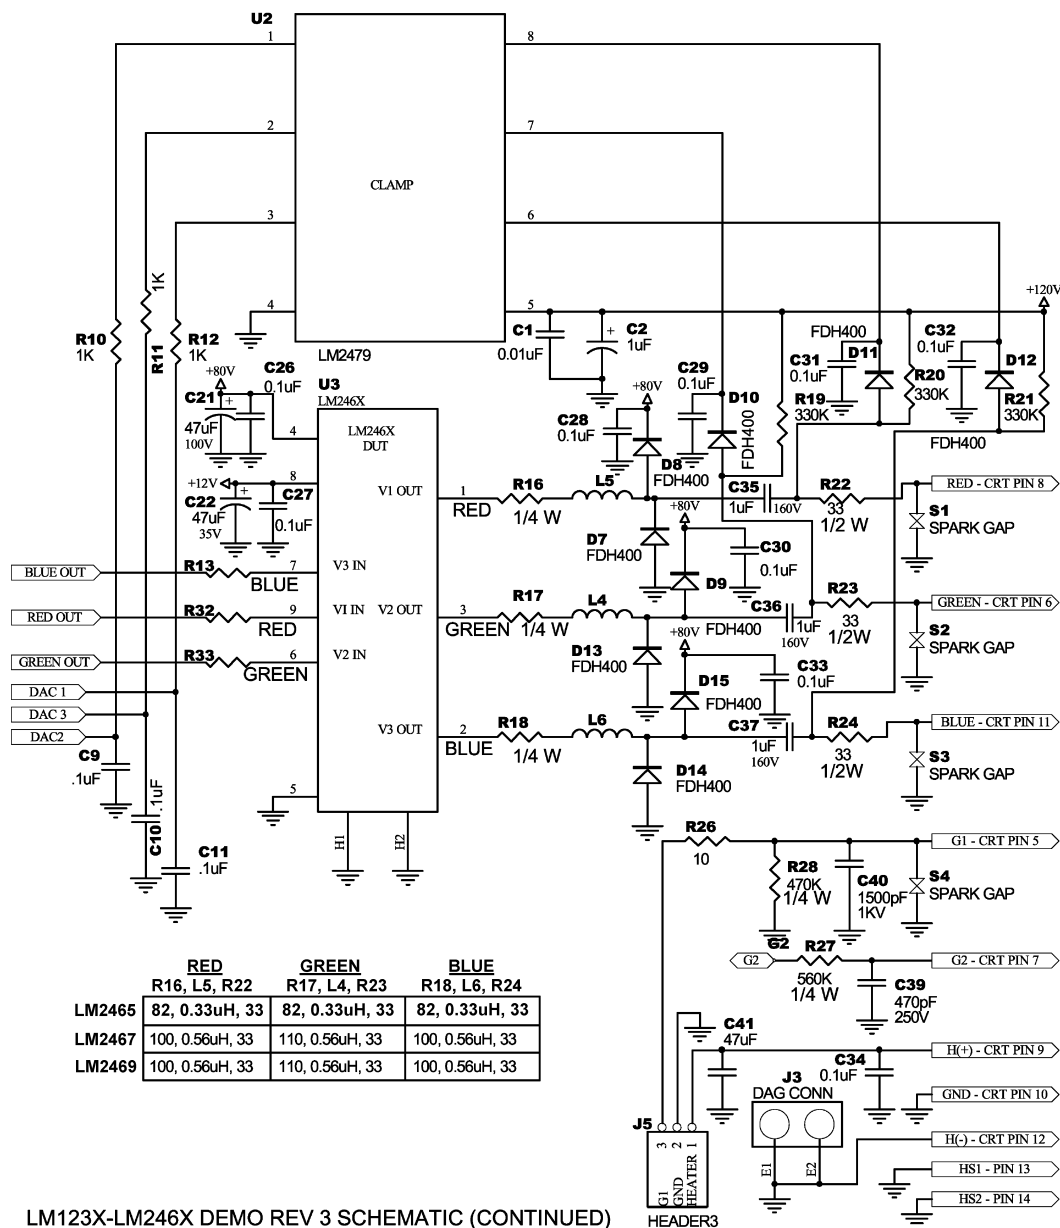 U2
1
8
2
7
CLAMP
3
6
1K
+120V
4
5
R10
1K
R11
R12
1K
LM2479
C1
0.01uF
C2
1uF
FDH400
C31
0.1uF
D11
C32
0.1uF
D12
R20
330K
R21
330K
FDH400
+80V
C26
0.1uF
C21
47uF
100V
U3
LM246X
LM246X
DUT
4
+80V
C29
0.1uF
D10
FDH400
R19
330K
C28
0.1uF
D8
FDH400
+12V
C22
47uF
35V
C27
0.1uF
8
V1 OUT
1
RED
R16
1/4 W
L5
C35
1uF
160V
R22
33
1/2 W
RED - CRT PIN 8
S1
SPARK GAP
D7
FDH400
+80V
C30
0.1uF
D9
FDH400
BLUE OUT
R13
7
BLUE
V3 IN
RED OUT
R32
9
RED
VI IN
V2 OUT
3
GREEN
R17
1/4 W
L4
C36
1uF
160V
R23
33
1/2W
GREEN - CRT PIN 6
S2
SPARK GAP
GREEN OUT
R33
6
GREEN
V2 IN
D13
FDH400
+80V
C33
0.1uF
D15
FDH400
DAC 1
DAC 3
DAC2
V3 OUT
2
BLUE
R18
1/4 W
L6
C37
1uF
160V
R24
33
1/2W
BLUE - CRT PIN 11
S3
SPARK GAP
D14
FDH400
C9
.1uF
C10
.1uF
C11
.1uF
5
H1
H2
R26
10
G1 - CRT PIN 5
R28
470K
1/4 W
C40
1500pF
1KV
S4
SPARK GAP
G2
G2
R27
560K
1/4 W
G2 - CRT PIN 7
C39
470pF
250V
RED GREEN BLUE
R16, L5, R22 R17, L4, R23 R18, L6, R24
LM2465 82, 0.33uH, 33 82, 0.33uH, 33 82, 0.33uH, 33
LM2467 100, 0.56uH, 33 110, 0.56uH, 33 100, 0.56uH, 33
LM2469 100, 0.56uH, 33 110, 0.56uH, 33 100, 0.56uH, 33
C41
47uF
C34
0.1uF
H(+) - CRT PIN 9
J3
DAG CONN
GND - CRT PIN 10
E1
E2
H(-) - CRT PIN 12
HS1 - PIN 13
HS2 - PIN 14
J5
3
2
1
G1
GND
HEATER
HEADER3
LM123X-LM246X DEMO REV 3 SCHEMATIC (CONTINUED)